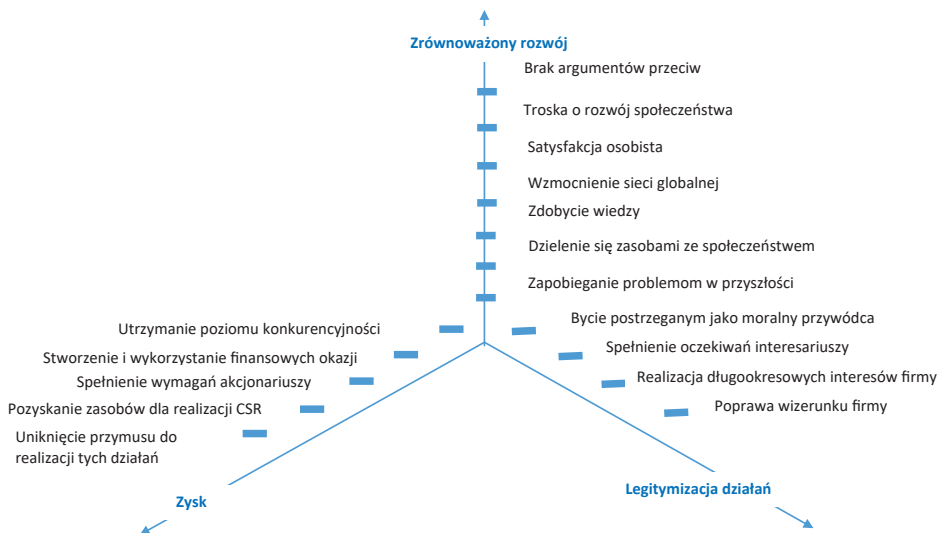 Zrównoważony rozwój
Brak argumentów przeciw
Troska o rozwój społeczeństwa
Satysfakcja osobista
Wzmocnienie sieci globalnej
Zdobycie wiedzy
Dzielenie się zasobami ze społeczeństwem
Zapobieganie problemom w przyszłości
Utrzymanie poziomu konkurencyjności
Stworzenie i wykorzystanie finansowych okazji
Spełnienie wymagań akcjonariuszy
Pozyskanie zasobów dla realizacji CSR
Uniknięcie przymusu do
realizacji tych działań
Zysk
Bycie postrzeganym jako moralny przywódca
Spełnienie oczekiwań interesariuszy
Realizacja długookresowych interesów firmy
Poprawa wizerunku firmy
Legitymizacja działań